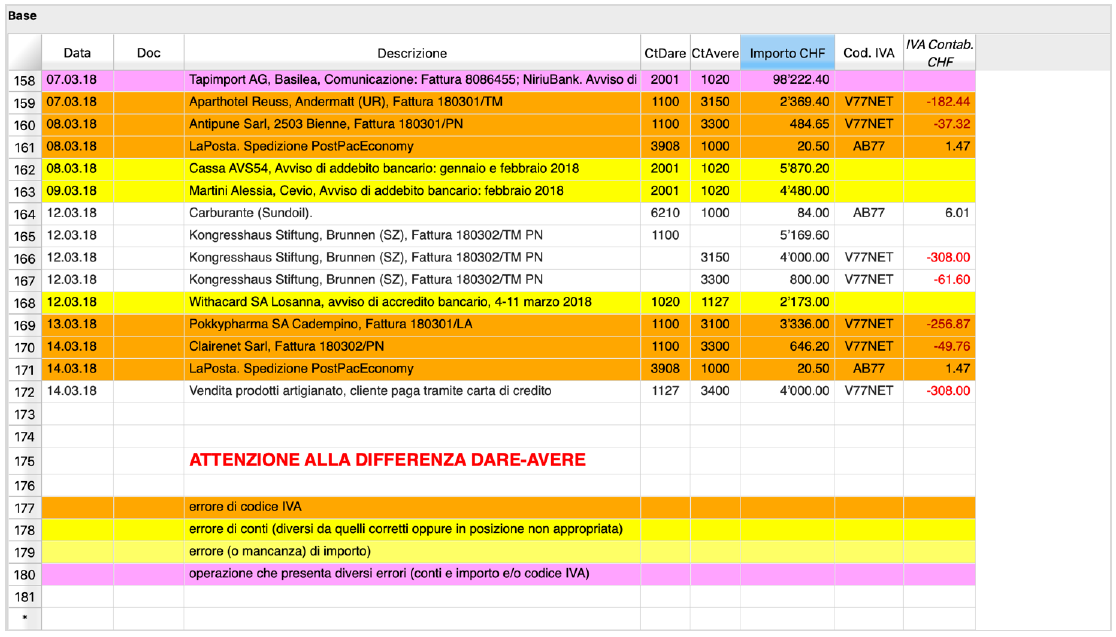 Base
Data Doc Descrizione CtDare CtAvere Importo CHF Cod. IVA IVA Contab. CHF
158 07.03.18 Tapimport AG, Basilea, Comunicazione: Fattura 8086455; NiriuBank. Avviso di 2001 1020 98'222.40
159 07.03.18 Aparthotel Reuss, Andermatt (UR), Fattura 180301/TM 1100 3150 2'369.40 V77NET -182.44
160 08.03.18 Antipune Sarl, 2503 Bienne, Fattura 180301/PN 1100 3300 484.65 V77NET -37.32
161 08.03.18 LaPosta. Spedizione PostPacEconomy 3908 1000 20.50 AB77 1.47
162 08.03.18 Cassa AVS54, Avviso di addebito bancario: gennaio e febbraio 2018 2001 1020 5'870.20
163 09.03.18 Martini Alessia, Cevio, Avviso di addebito bancario: febbraio 2018 2001 1020 4'480.00
164 12.03.18 Carburante (Sundoil). 6210 1000 84.00 AB77 6.01
165 12.03.18 Kongresshaus Stiftung, Brunnen (SZ), Fattura 180302/TM PN 1100 5'169.60
166 12.03.18 Kongresshaus Stiftung, Brunnen (SZ), Fattura 180302/TM PN 3150 4'000.00 V77NET -308.00
167 12.03.18 Kongresshaus Stiftung, Brunnen (SZ), Fattura 180302/TM PN 3300 800.00 V77NET -61.60
168 12.03.18 Withacard SA Losanna, avviso di accredito bancario, 4-11 marzo 2018 1020 1127 2'173.00
169 13.03.18 Pokkypharma SA Cadempino, Fattura 180301/LA 1100 3100 3'336.00 V77NET -256.87
170 14.03.18 Clairenet Sarl, Fattura 180302/PN 1100 3300 646.20 V77NET -49.76
171 14.03.18 LaPosta. Spedizione PostPacEconomy 3908 1000 20.50 AB77 1.47
172 14.03.18 Vendita prodotti artigianato, cliente paga tramite carta di credito 1127 3400 4'000.00 V77NET -308.00
173
174
175 ATTENZIONE ALLA DIFFERENZA DARE-AVERE
176
177 errore di codice IVA
178 errore di conti (diversi da quelli corretti oppure in posizione non appropriata)
179 errore (o mancanza) di importo)
180 operazione che presenta diversi errori (conti e importo e/o codice IVA)
181
*